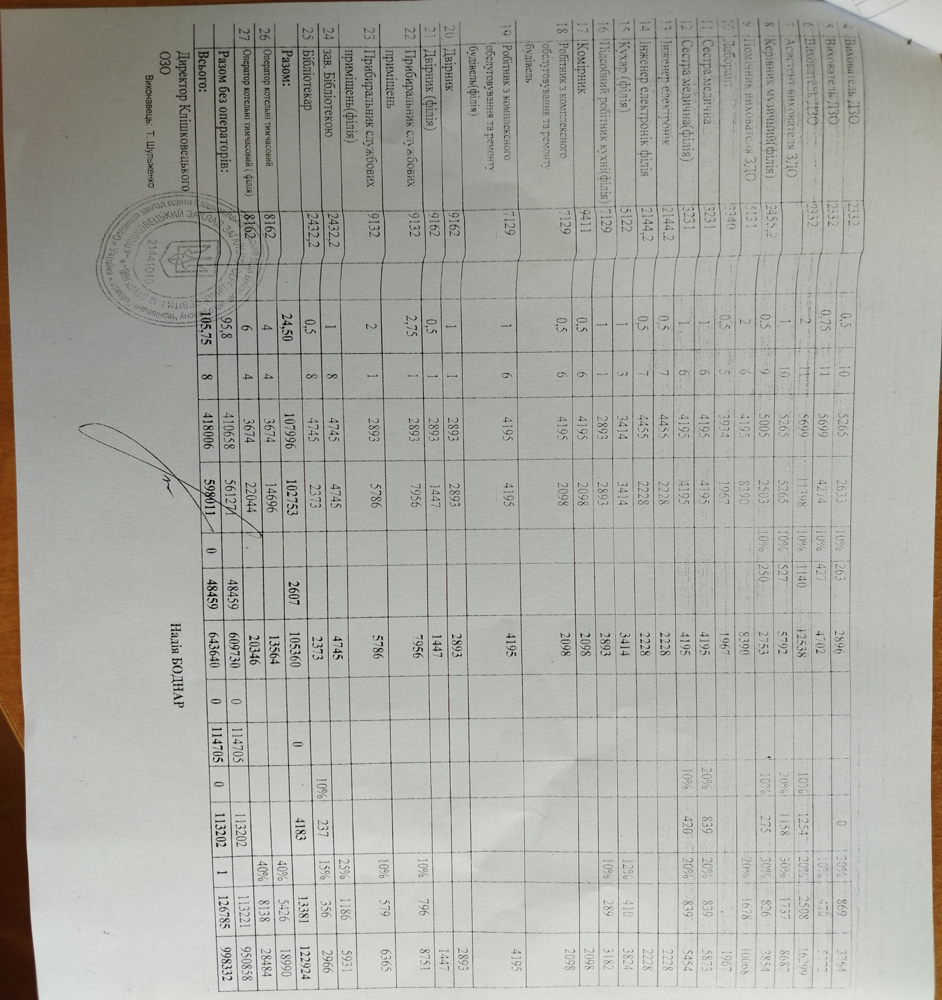 4 Вихователь ДЗО 2332 0,5 10 5265 2633 10% 263 2896 0 30% 869 3764
5 Вихователь ДЗО 2332 0,75 11 5699 4274 10% 427 4702 10% 470 5172
6 Вихователь ДЗО 2332 2 11 5699 11398 10% 1140 12538 10% 1254 20% 2508 16299
7 Асистент вихователя ЗДО 1 10 5265 5265 10% 527 5792 20% 1158 30% 1737 8687
8 Керівник музичний(філія) 2455,2 0,5 9 5005 2503 10% 250 2753 10% 275 30% 826 3854
9 Помічник вихователя ЗДО 5131 2 6 4195 8390 8390 20% 1678 10068
10 Лаборант 3340 0,5 5 3934 1967 1967 1967
11 Сестра медична 3231 1 6 4195 4195 4195 20% 839 20% 839 5873
12 Сестра медична(філія) 3231 1 6 4195 4195 4195 10% 420 20% 839 5454
13 Інженер електронік 2144,2 0,5 7 4455 2228 2228 2228
14 Інженер електронік філія 2144,2 0,5 7 4455 2228 2228 2228
15 Кухар (філія) 5122 1 3 3414 3414 3414 12% 410 3824
16 Підсобний робітник кухні(філія) 7129 1 1 2893 2893 2893 10% 289 3182
17 Комірник 9411 0,5 6 4195 2098 2098 2098
18 Робітник з комплексного 7129 0,5 6 4195 2098 2098 2098
обслуговування та ремонту
будівель
19 Робітник з комплексного 7129 1 6 4195 4195 4195 4195
обслуговування та ремонту
будівель(філія)
20 Двірник 9162 1 1 2893 2893 2893 2893
21 Двірник (філія) 9162 0,5 1 2893 1447 1447 1447
22 Прибиральник службових 9132 2,75 1 2893 7956 7956 10% 796 8751
приміщень
23 Прибиральник службових 9132 2 1 2893 5786 5786 10% 579 6365
приміщень(філія)
24 зав. Бібліотекою 2432,2 1 8 4745 4745 4745 25% 1186 5931
25 Бібліотекар 2432,2 0,5 8 4745 2373 2373 10% 237 15% 356 2966
Разом: 24,50 107996 102753 2607 105360 0 4183 13381 122924
26 Оператор котельні тимчасовий 8162 4 4 3674 14696 13564 40% 5426 18990
27 Оператор котельні тимчасовий ( філія) 8162 6 4 3674 22044 20346 40% 8138 28484
Разом без операторів: 95,8 410658 561271 48459 609730 0 114705 113202 113221 950858
Всього: 105,75 8 418006 598011 0 48459 643640 0 114705 0 113202 1 126785 998332
Директор Клішковецького
ОЗО Надія БОДНАР
Виконавець: Т. Шульженко
21441010